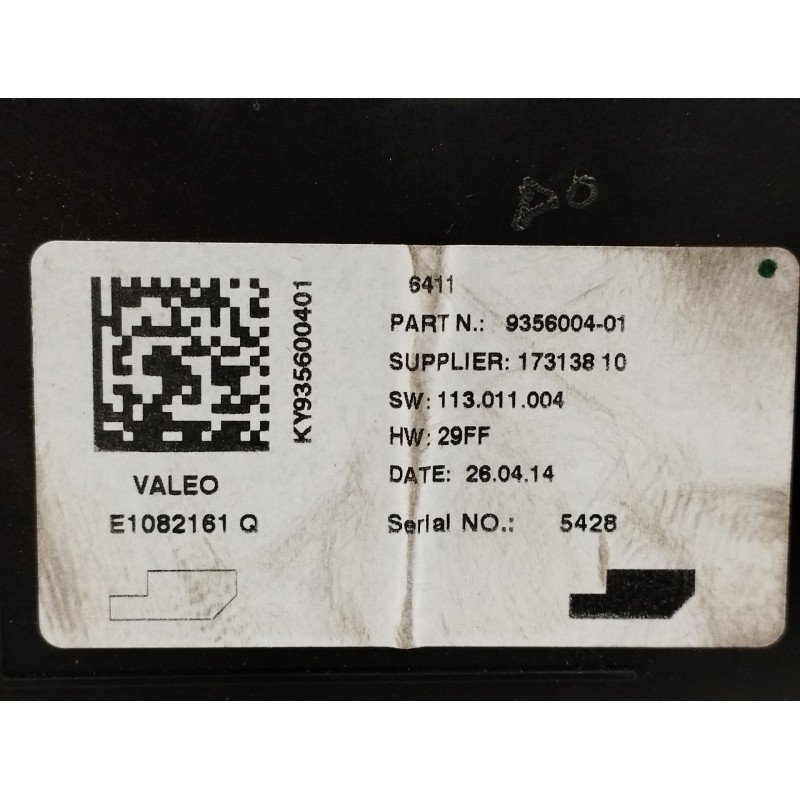 6411
PART N.: 9356004-01
SUPPLIER: 173138 10
SW: 113.011.004
HW: 29FF
DATE: 26.04.14
Serial NO.: 5428
KY935600401
VALEO
E1082161 Q